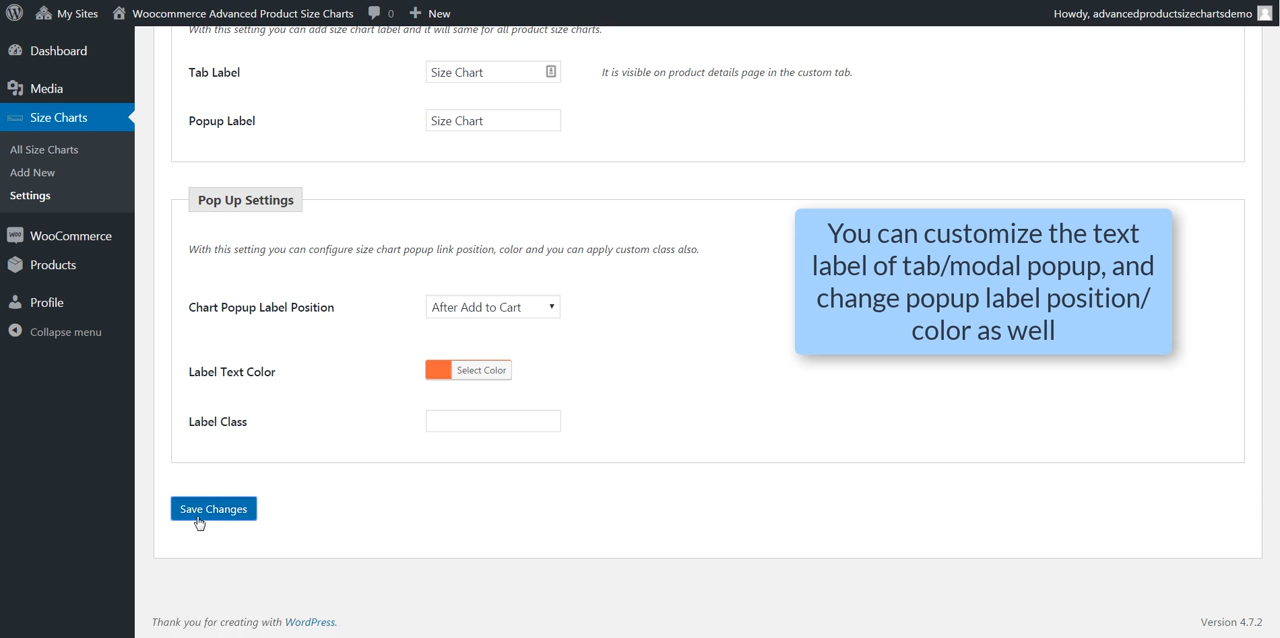 My Sites
Woocommerce Advanced Product Size Charts
0
New
Howdy, advancedproductsizechartsdemo
Dashboard
Media
Size Charts
All Size Charts
Add New
Settings
WooCommerce
Products
Profile
Collapse menu
With this setting you can add size chart label and it will same for all product size charts.
Tab Label
Size Chart
It is visible on product details page in the custom tab.
Popup Label
Size Chart
Pop Up Settings
With this setting you can configure size chart popup link position, color and you can apply custom class also.
Chart Popup Label Position
After Add to Cart
Label Text Color
Select Color
Label Class
You can customize the text
label of tab/modal popup, and
change popup label position/
color as well
Save Changes
Thank you for creating with WordPress.
Version 4.7.2